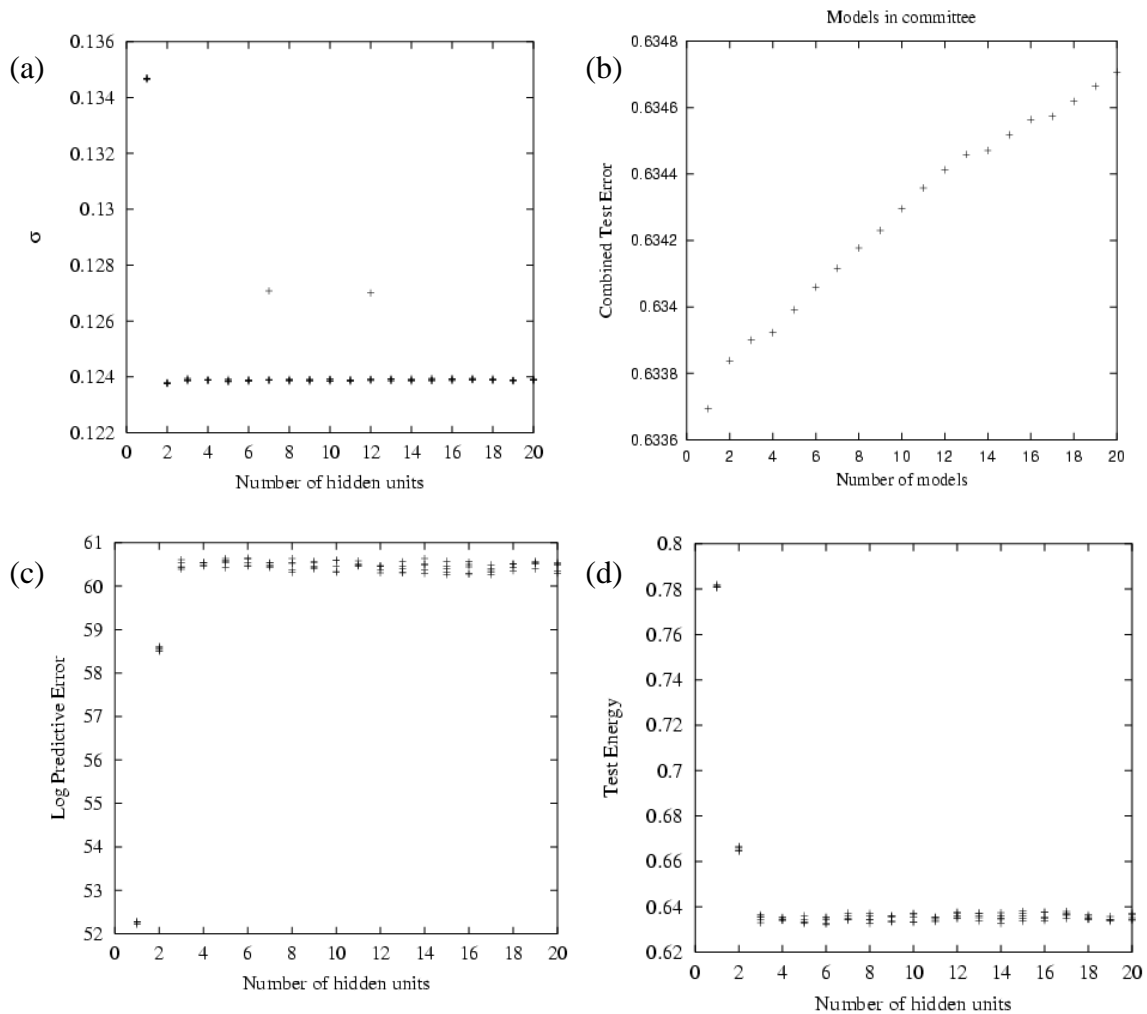 (a)
0.136
0.134
0.132
0.13
0.128
0.126
0.124
0.122
σ
0 2 4 6 8 10 12 14 16 18 20
Number of hidden units
(b)
Models in committee
0.6348
0.6346
0.6344
0.6342
0.634
0.6338
0.6336
Combined Test Error
0 2 4 6 8 10 12 14 16 18 20
Number of models
(c)
61
60
59
58
57
56
55
54
53
52
Log Predictive Error
0 2 4 6 8 10 12 14 16 18 20
Number of hidden units
(d)
0.8
0.78
0.76
0.74
0.72
0.7
0.68
0.66
0.64
0.62
Test Energy
0 2 4 6 8 10 12 14 16 18 20
Number of hidden units